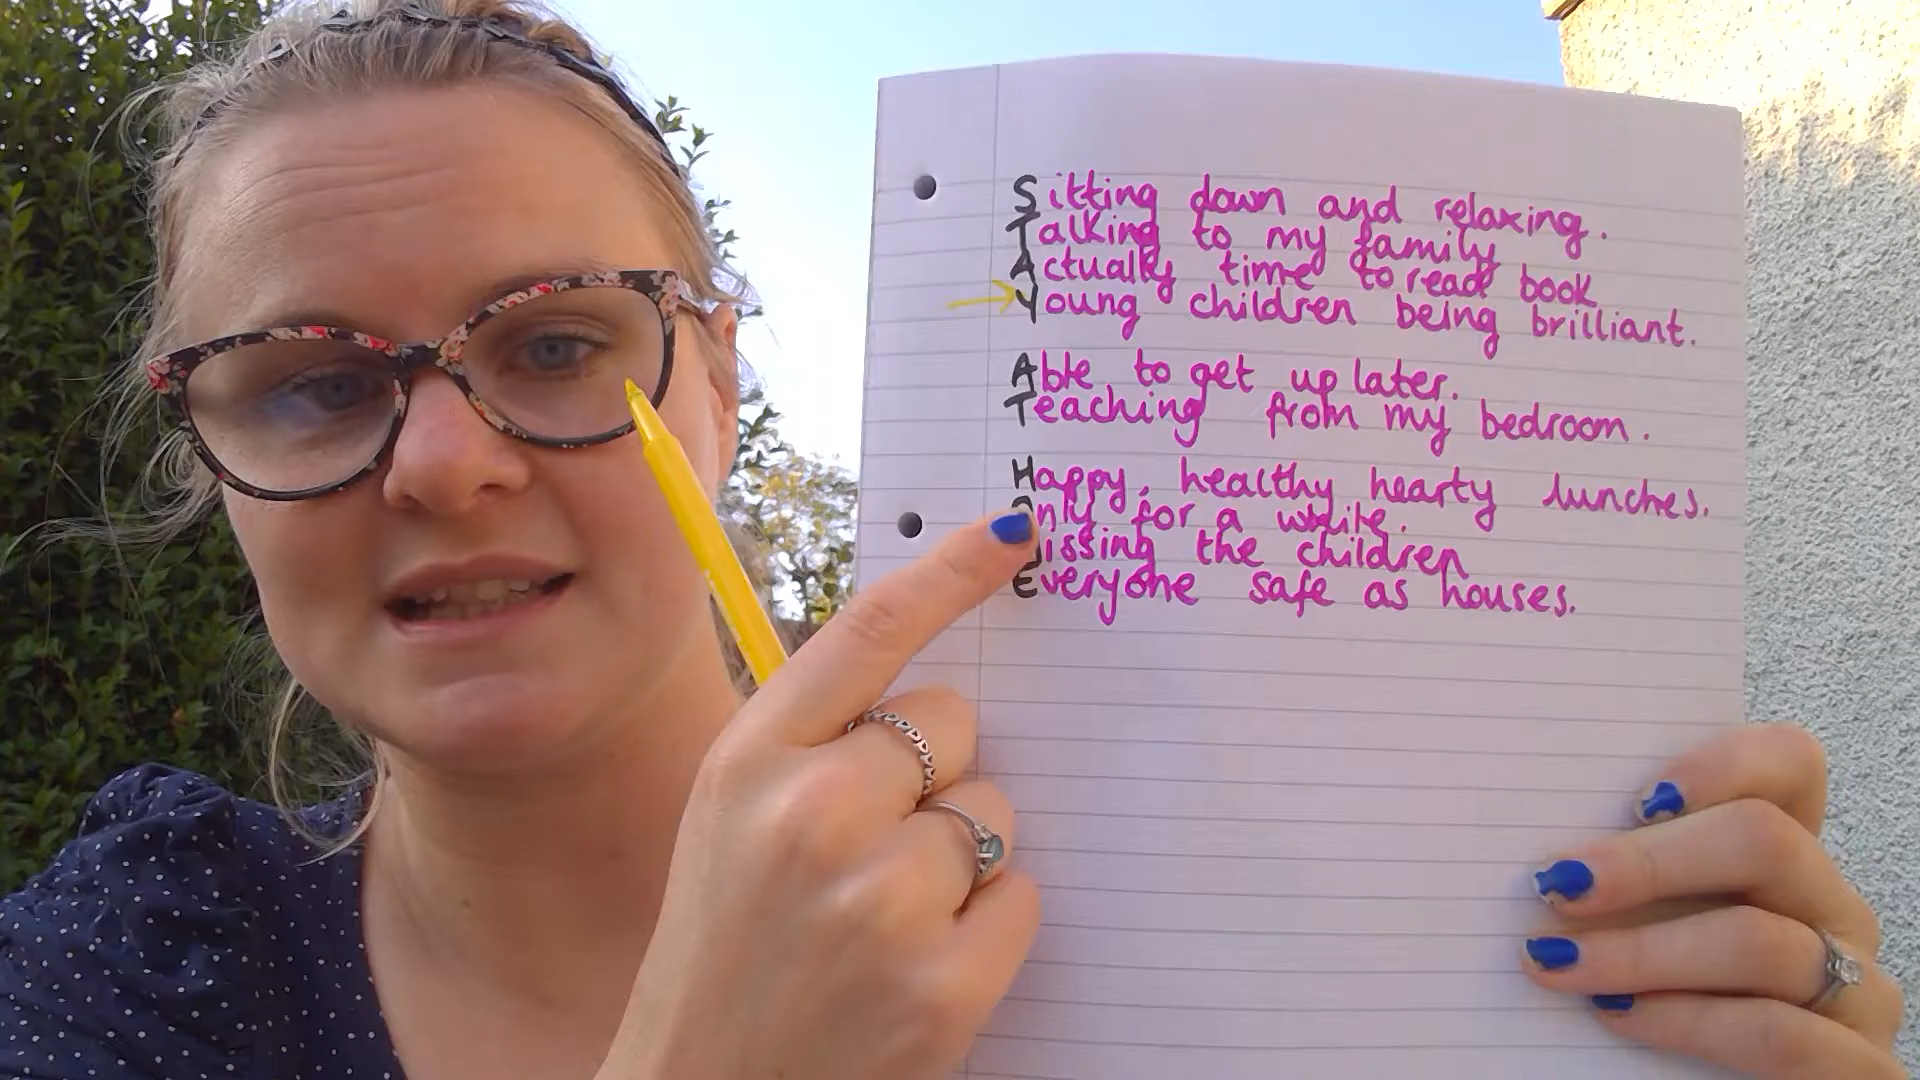 Sitting down and relaxing.
Talking to my family
Actually time to read book
Young children being brilliant.
Able to get up later.
Teaching from my bedroom.
Happy, healthy hearty lunches.
Only for a while.
Missing the children
Everyone safe as houses.